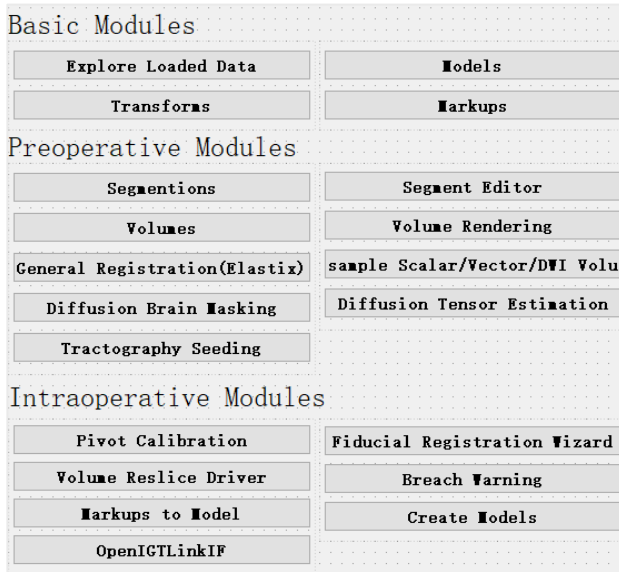 Basic Modules
Explore Loaded Data
Models
Transforms
Markups
Preoperative Modules
Segmentions
Segment Editor
Volumes
Volume Rendering
General Registration(Elastix)
sample Scalar/Vector/DWI Volu
Diffusion Brain Masking
Diffusion Tensor Estimation
Tractography Seeding
Intraoperative Modules
Pivot Calibration
Fiducial Registration Wizard
Volume Reslice Driver
Breach Warning
Markups to Model
Create Models
OpenIGTLinkIF